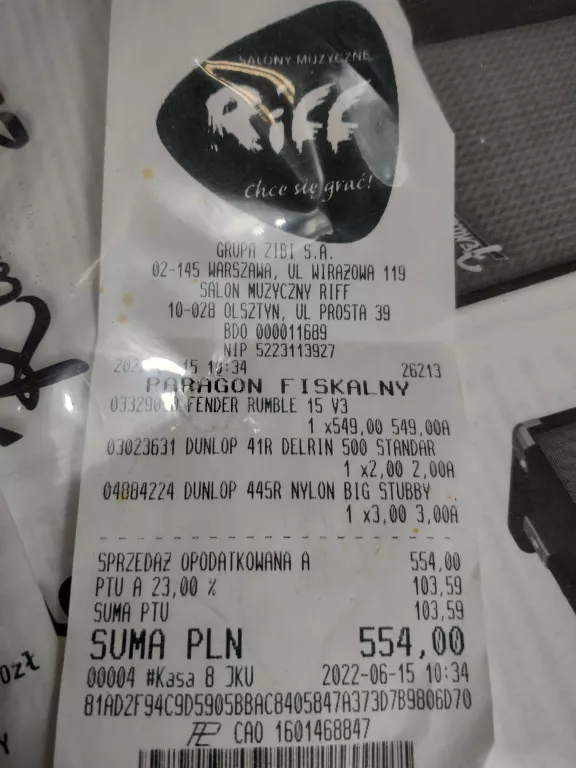 SALONY MUZYCZNE
Riff
Chce się grać!
GRUPA ZIBI S.A.
02-145 WARSZAWA, UL WIRAŻOWA 119
SALON MUZYCZNY RIFF
10-028 OLSZTYN, UL PROSTA 39
BDO 000011689
NIP 5223113927
15 10:34 26213
PARAGON FISKALNY
FENDER RUMBLE 15 V3
1 x549,00 549,00A
03023631 DUNLOP 41R DELRIN 500 STANDAR
1 x2,00 2,00A
04884224 DUNLOP 445R NYLON BIG STUBBY
1 x3,00 3,00A
SPRZEDAŻ OPODATKOWANA A 554,00
PTU A 23,00 % 103,59
SUMA PTU 103,59
SUMA PLN 554,00
00004 #Kasa 8 JKU 2022-06-15 10:34
81AD2F94C9D5905BBAC8405847A373D7B9806D70
CAO 1601468847